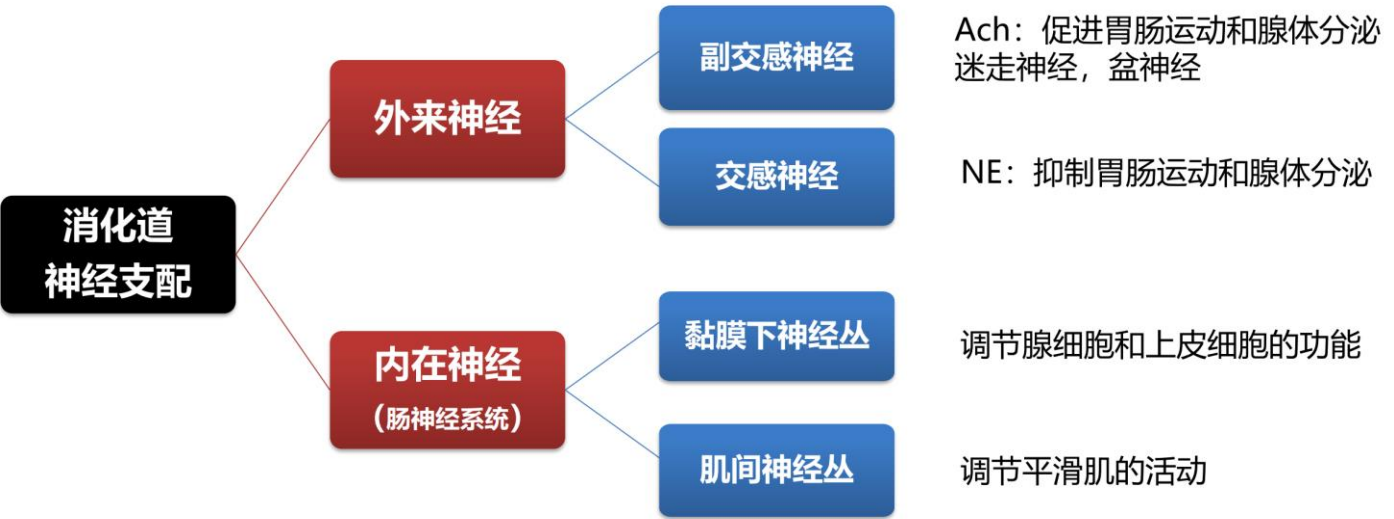 消化道
神经支配
外来神经
内在神经
（肠神经系统）
副交感神经
Ach：促进胃肠运动和腺体分泌
迷走神经，盆神经
交感神经
NE：抑制胃肠运动和腺体分泌
黏膜下神经丛
调节腺细胞和上皮细胞的功能
肌间神经丛
调节平滑肌的活动